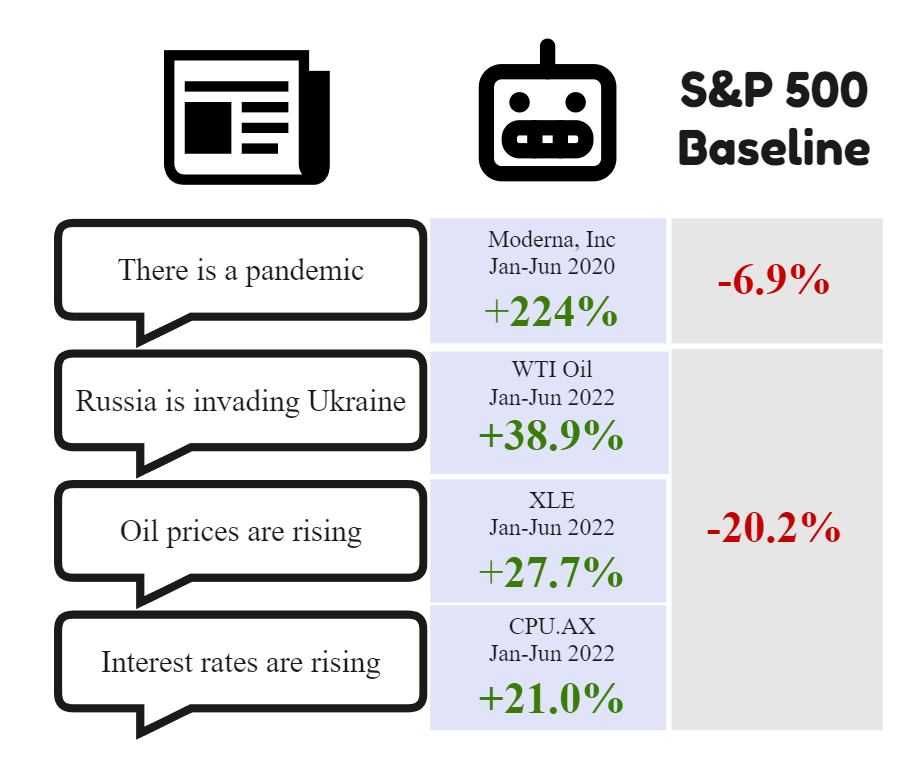 S&P 500
Baseline
There is a pandemic
Moderna, Inc
Jan-Jun 2020
+224%
-6.9%
Russia is invading Ukraine
WTI Oil
Jan-Jun 2022
+38.9%
Oil prices are rising
XLE
Jan-Jun 2022
+27.7%
-20.2%
Interest rates are rising
CPU.AX
Jan-Jun 2022
+21.0%